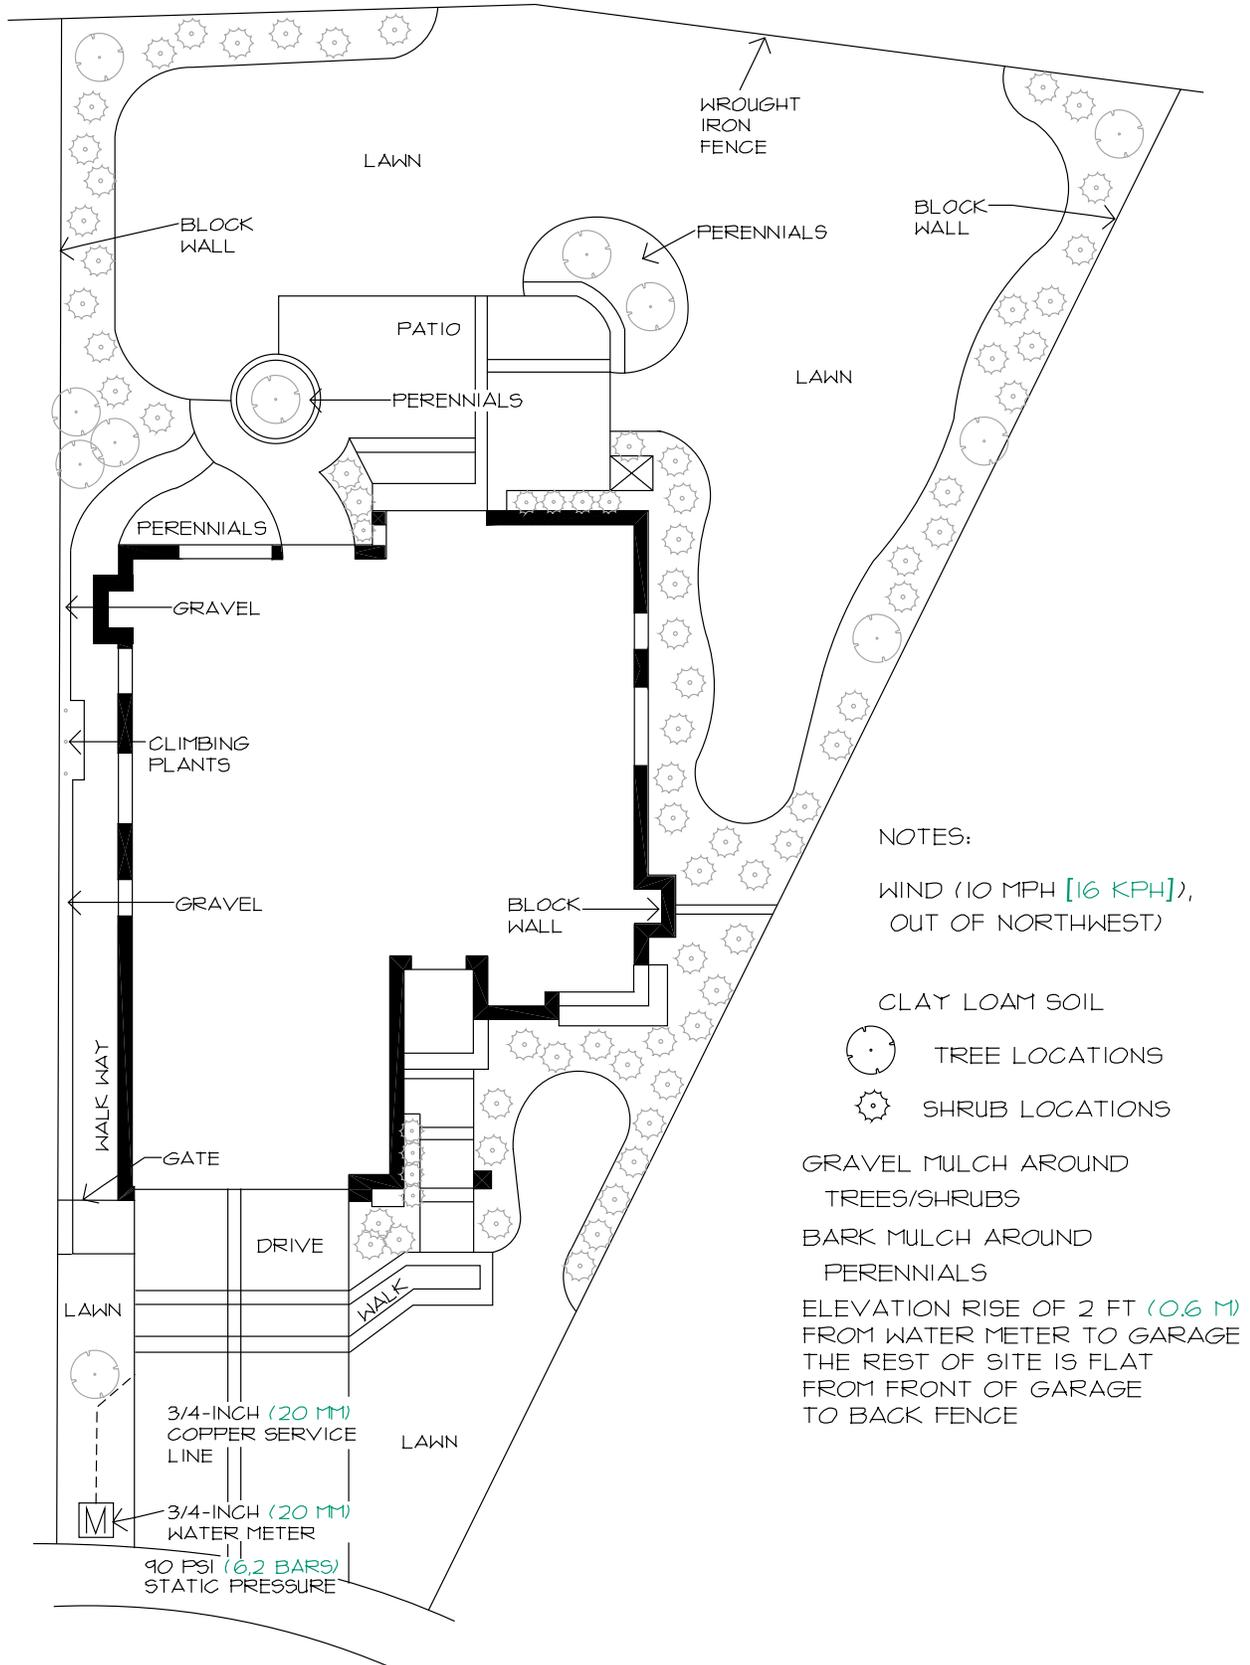 WROUGHT
IRON
FENCE
LAWN
BLOCK
WALL
BLOCK
WALL
PERENNIALS
PATIO
LAWN
PERENNIALS
PERENNIALS
GRAVEL
CLIMBING
PLANTS
GRAVEL
BLOCK
WALL
WALK WAY
GATE
DRIVE
WALK
LAWN
3/4-INCH (20 MM)
COPPER SERVICE
LINE
LAWN
3/4-INCH (20 MM)
WATER METER
M
90 PSI (6,2 BARS)
STATIC PRESSURE
NOTES:
WIND (10 MPH [16 KPH]),
OUT OF NORTHWEST)
CLAY LOAM SOIL
TREE LOCATIONS
SHRUB LOCATIONS
GRAVEL MULCH AROUND
TREES/SHRUBS
BARK MULCH AROUND
PERENNIALS
ELEVATION RISE OF 2 FT (0.6 M)
FROM WATER METER TO GARAGE
THE REST OF SITE IS FLAT
FROM FRONT OF GARAGE
TO BACK FENCE